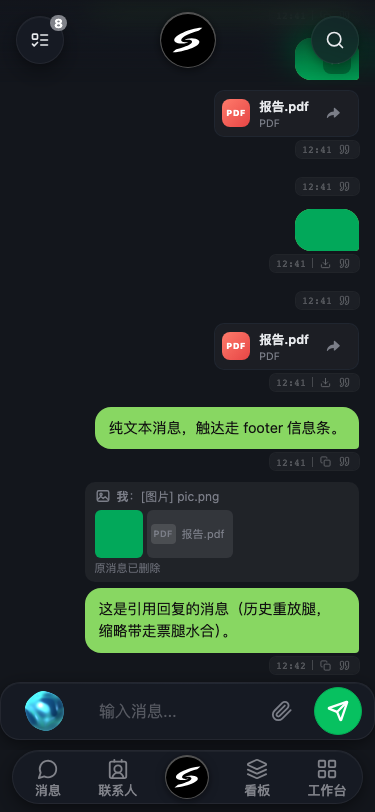 8
PDF
报告.pdf
PDF
12:41
12:41
12:41
12:41
PDF
报告.pdf
PDF
12:41
纯文本消息，触达走 footer 信息条。
12:41
我：[图片] pic.png
PDF
报告.pdf
原消息已删除
这是引用回复的消息（历史重放腿，
缩略带走票腿水合）。
12:42
输入消息...
消息
联系人
看板
工作台